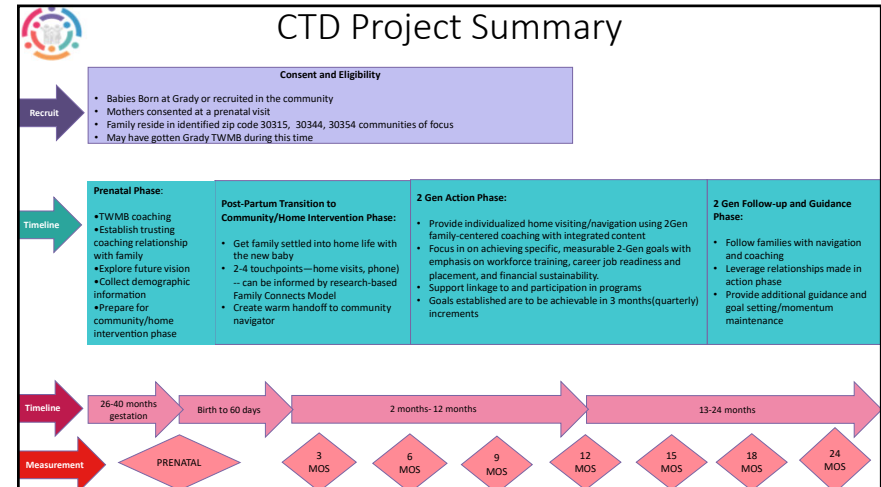 CTD Project Summary
Recruit
Consent and Eligibility
• Babies Born at Grady or recruited in the community
• Mothers consented at a prenatal visit
• Family reside in identified zip code 30315, 30344, 30354 communities of focus
• May have gotten Grady TWMB during this time
Timeline
Prenatal Phase:
•TWMB coaching
•Establish trusting
coaching relationship
with family
•Explore future vision
•Collect demographic
information
•Prepare for
community/home
intervention phase
Post-Partum Transition to
Community/Home Intervention Phase:
• Get family settled into home life with
the new baby
• 2-4 touchpoints—home visits, phone)
-- can be informed by research-based
Family Connects Model
• Create warm handoff to community
navigator
2 Gen Action Phase:
• Provide individualized home visiting/navigation using 2Gen
family-centered coaching with integrated content
• Focus in on achieving specific, measurable 2-Gen goals with
emphasis on workforce training, career job readiness and
placement, and financial sustainability.
• Support linkage to and participation in programs
• Goals established are to be achievable in 3 months(quarterly)
increments
2 Gen Follow-up and Guidance
Phase:
• Follow families with navigation
and coaching
• Leverage relationships made in
action phase
• Provide additional guidance and
goal setting/momentum
maintenance
Timeline
26-40 months
gestation
Birth to 60 days
2 months- 12 months
13-24 months
Measurement
PRENATAL
3
MOS
6
MOS
9
MOS
12
MOS
15
MOS
18
MOS
24
MOS